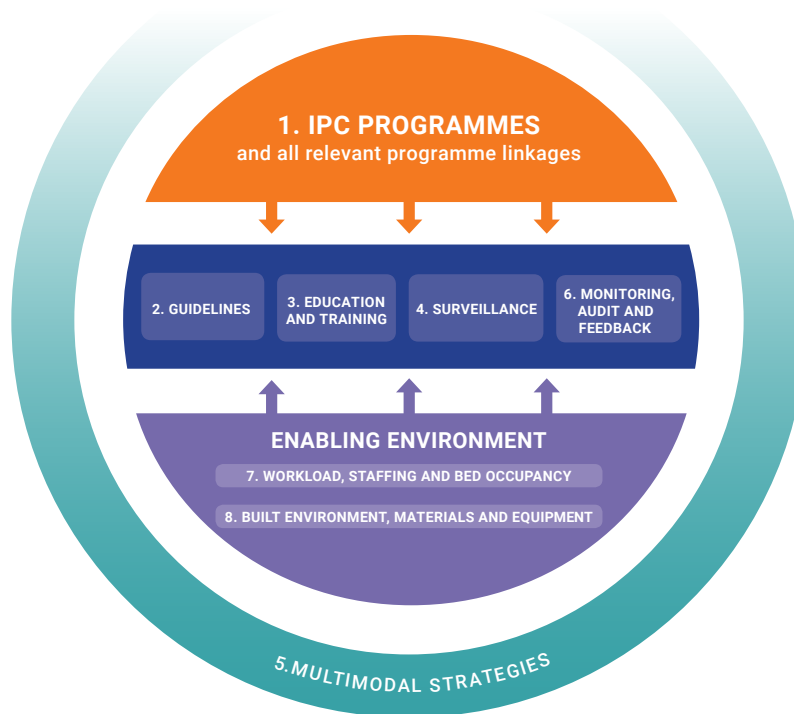 1. IPC PROGRAMMES
and all relevant programme linkages
2. GUIDELINES
3. EDUCATION
AND TRAINING
4. SURVEILLANCE
6. MONITORING,
AUDIT AND
FEEDBACK
ENABLING ENVIRONMENT
7. WORKLOAD, STAFFING AND BED OCCUPANCY
8. BUILT ENVIRONMENT, MATERIALS AND EQUIPMENT
5.MULTIMODAL STRATEGIES